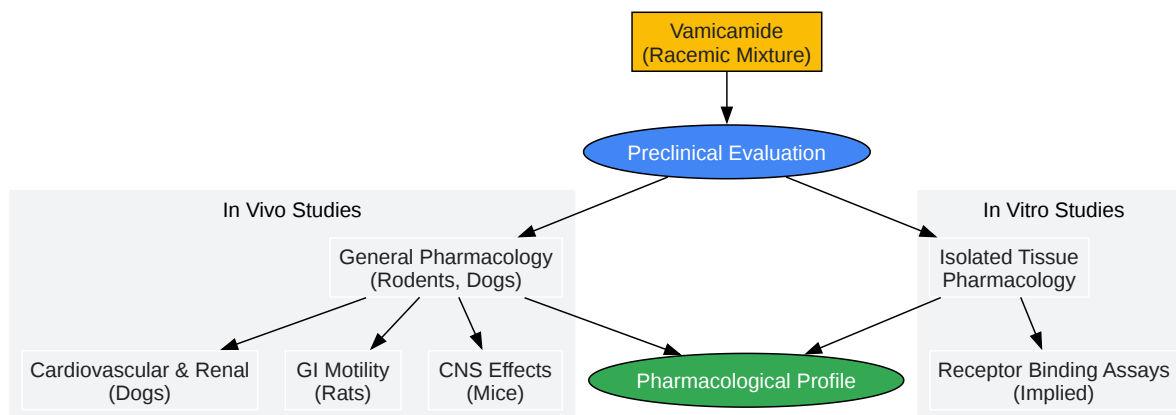 Vamicamide
(Racemic Mixture)
Preclinical Evaluation
In Vivo Studies
In Vitro Studies
General Pharmacology
(Rodents, Dogs)
Isolated Tissue
Pharmacology
Cardiovascular & Renal
(Dogs)
GI Motility
(Rats)
CNS Effects
(Mice)
Pharmacological Profile
Receptor Binding Assays
(Implied)